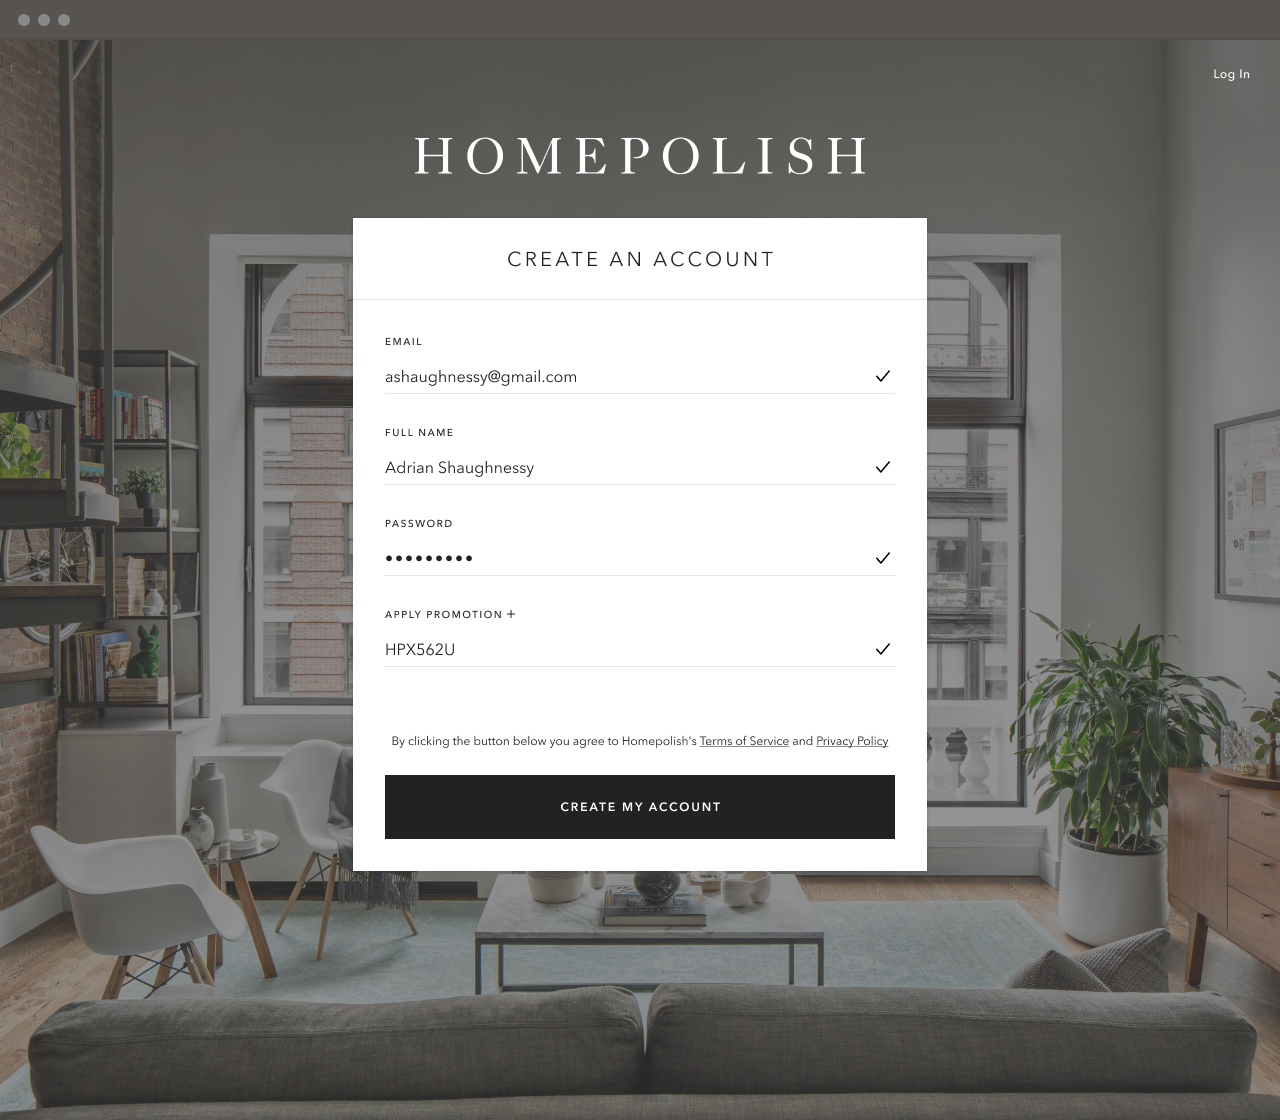 Log In
HOMEPOLISH
CREATE AN ACCOUNT
EMAIL
ashaughnessy@gmail.com
FULL NAME
Adrian Shaughnessy
PASSWORD
•••••••••
APPLY PROMOTION +
HPX562U
By clicking the button below you agree to Homepolish's Terms of Service and Privacy Policy
CREATE MY ACCOUNT